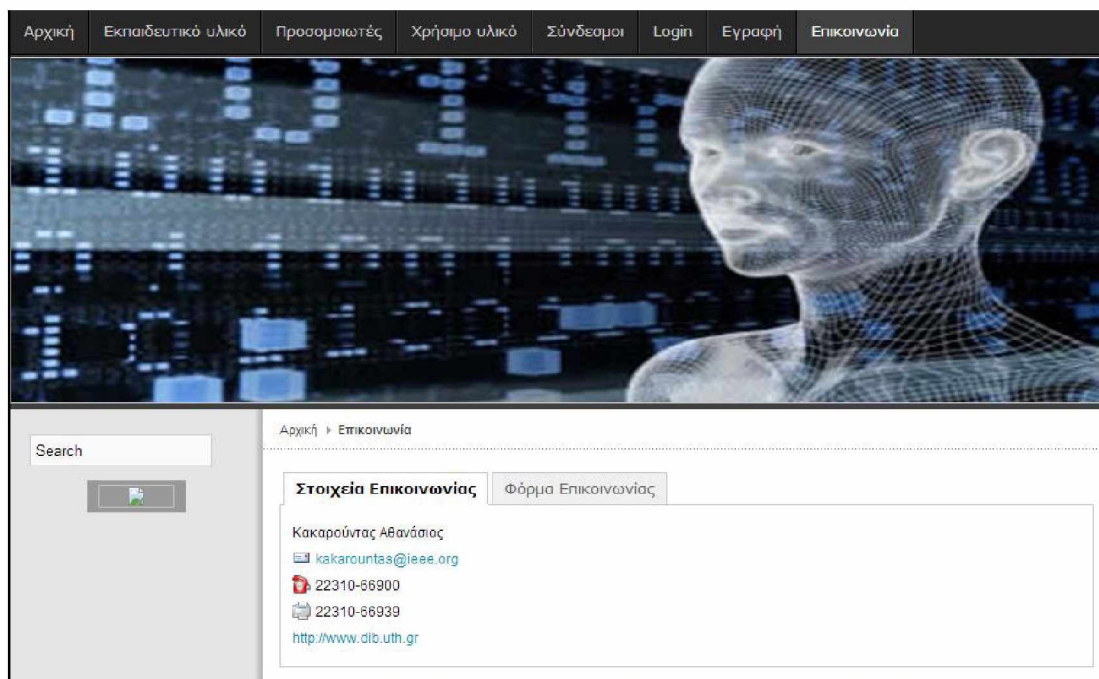 Αρχική Εκπαιδευτικό υλικό Προσομοιωτές Χρήσιμο υλικό Σύνδεσμοι Login Εγραφή Επικοινωνία
Αρχική Επικοινωνία
Search
Στοιχεία Επικοινωνίας Φόρμα Επικοινωνίας
Κακαρούντας Αθανάσιος
kakarountas@ieee.org
22310-66900
22310-66939
http://www.dib.uth.gr